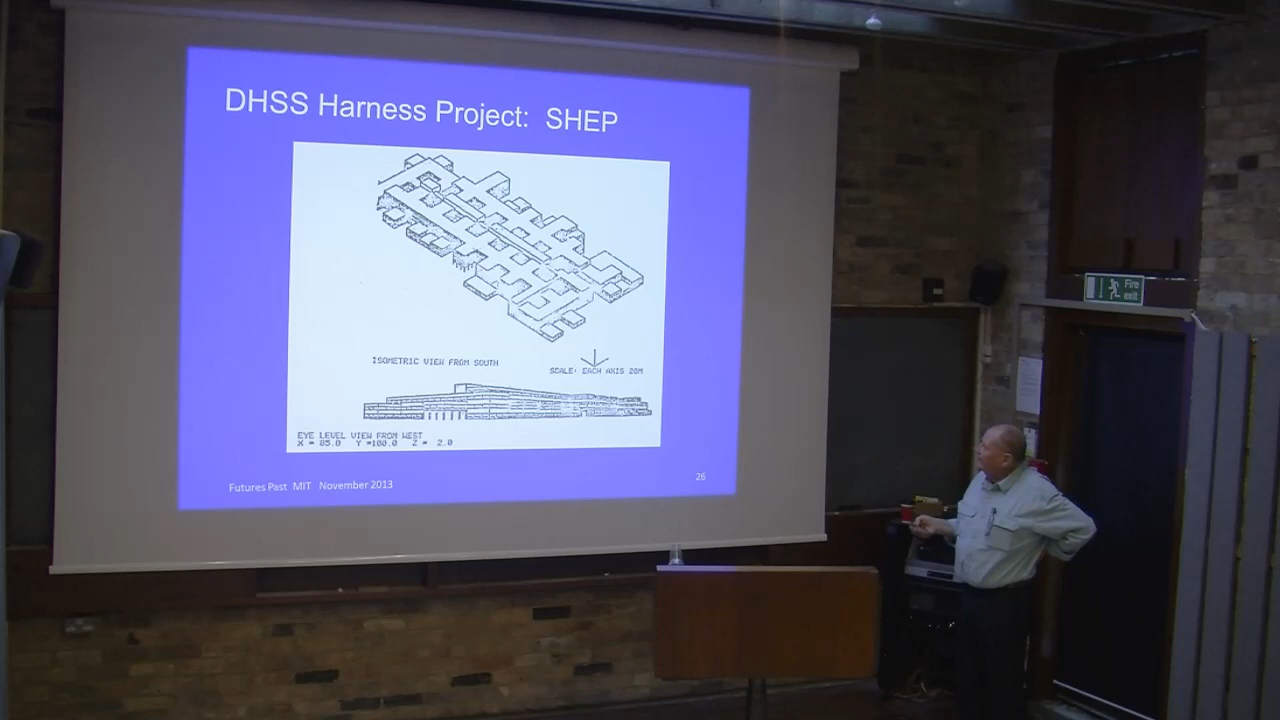 DHSS Harness Project: SHEP
ISOMETRIC VIEW FROM SOUTH
SCALE: EACH AXIS 20M
EYE LEVEL VIEW FROM WEST
X = 85.0 Y =100.0 Z = 2.0
Futures Past MIT November 2013
26
Fire
exit